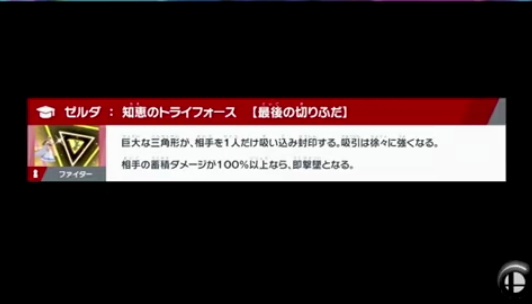 ゼルダ : 知恵のトライフォース 【最後の切りふだ】
巨大な三角形が、相手を1人だけ吸い込み封印する。吸引は徐々に強くなる。
相手の蓄積ダメージが100%以上なら、即撃墜となる。
ファイター